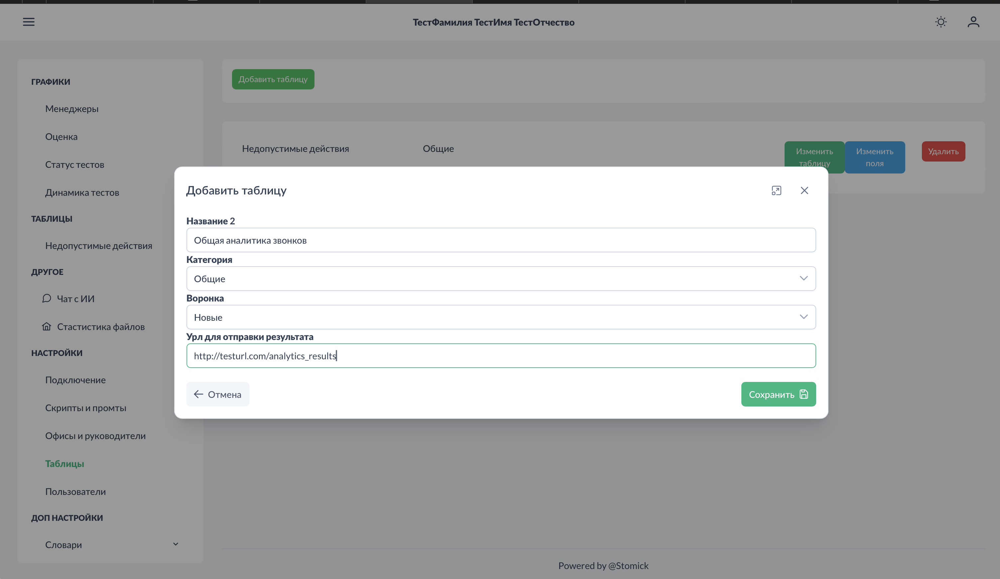 ТестФамилия ТестИмя ТестОтчество
ГРАФИКИ
Менеджеры
Оценка
Статус тестов
Динамика тестов
ТАБЛИЦЫ
Недопустимые действия
ДРУГОЕ
Чат с ИИ
Стастистика файлов
НАСТРОЙКИ
Подключение
Скрипты и промты
Офисы и руководители
Таблицы
Пользователи
ДОП НАСТРОЙКИ
Словари
Добавить таблицу
Недопустимые действия
Общие
Изменить
таблицу
Изменить
поля
Удалить
Добавить таблицу
Название 2
Общая аналитика звонков
Категория
Общие
Воронка
Новые
Урл для отправки результата
http://testurl.com/analytics_results
Отмена
Сохранить
Powered by @Stomick